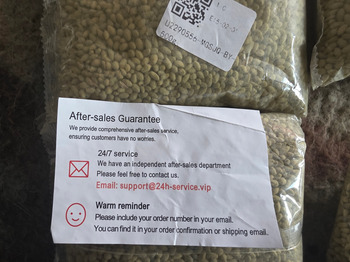 500g
After-sales Guarantee
We provide comprehensive after-sales service,
ensuring customers have no worries.
24/7 service
We have an independent after-sales department
Please feel free to contact us.
Email: support@24h-service.vip
Warm reminder
Please include your order number in your email.
You can find it in your order confirmation or shipping email.